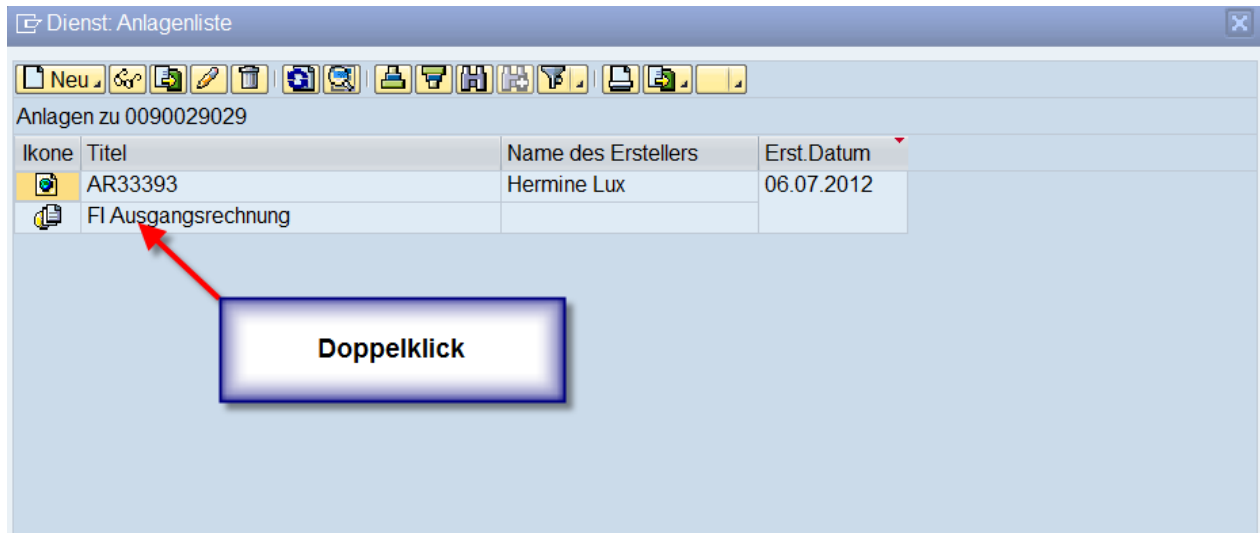 Dienst: Anlagenliste
Neu
Anlagen zu 0090029029
Ikone Titel Name des Erstellers Erst.Datum
AR33393 Hermine Lux 06.07.2012
FI Ausgangsrechnung
Doppelklick